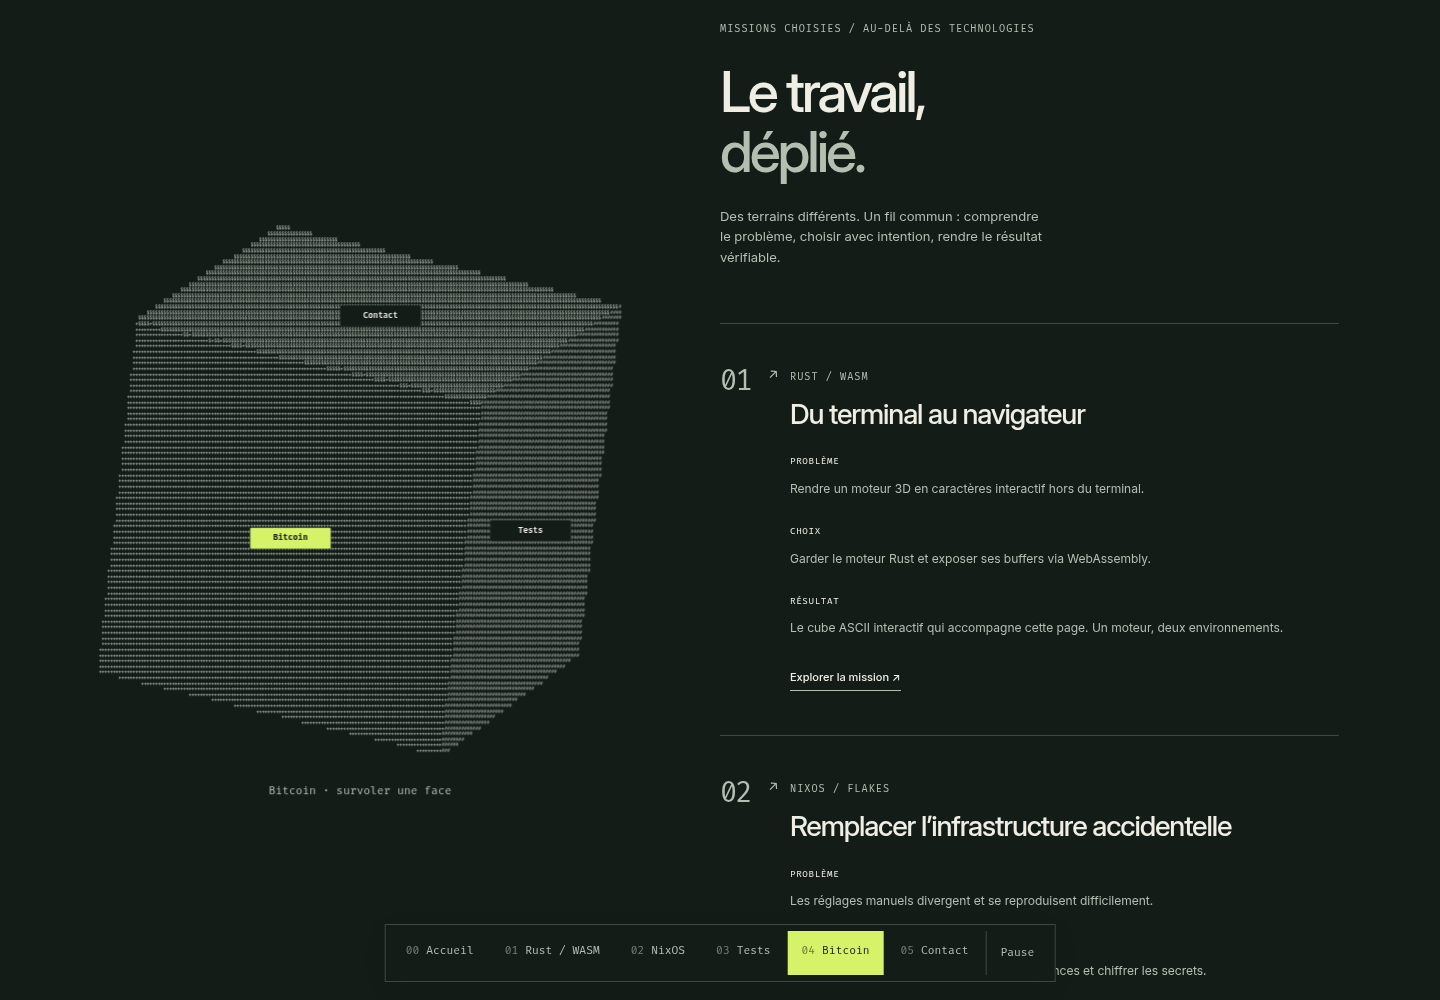 MISSIONS CHOISIES / AU-DELÀ DES TECHNOLOGIES
Le travail,
déplié.
Des terrains différents. Un fil commun : comprendre
le problème, choisir avec intention, rendre le résultat
vérifiable.
Contact
Bitcoin
Tests
Bitcoin · survoler une face
01 ↗ RUST / WASM
Du terminal au navigateur
PROBLÈME
Rendre un moteur 3D en caractères interactif hors du terminal.
CHOIX
Garder le moteur Rust et exposer ses buffers via WebAssembly.
RÉSULTAT
Le cube ASCII interactif qui accompagne cette page. Un moteur, deux environnements.
Explorer la mission ↗
02 ↗ NIXOS / FLAKES
Remplacer l’infrastructure accidentelle
PROBLÈME
Les réglages manuels divergent et se reproduisent difficilement.
et chiffrer les secrets.
00 Accueil 01 Rust / WASM 02 NixOS 03 Tests 04 Bitcoin 05 Contact Pause